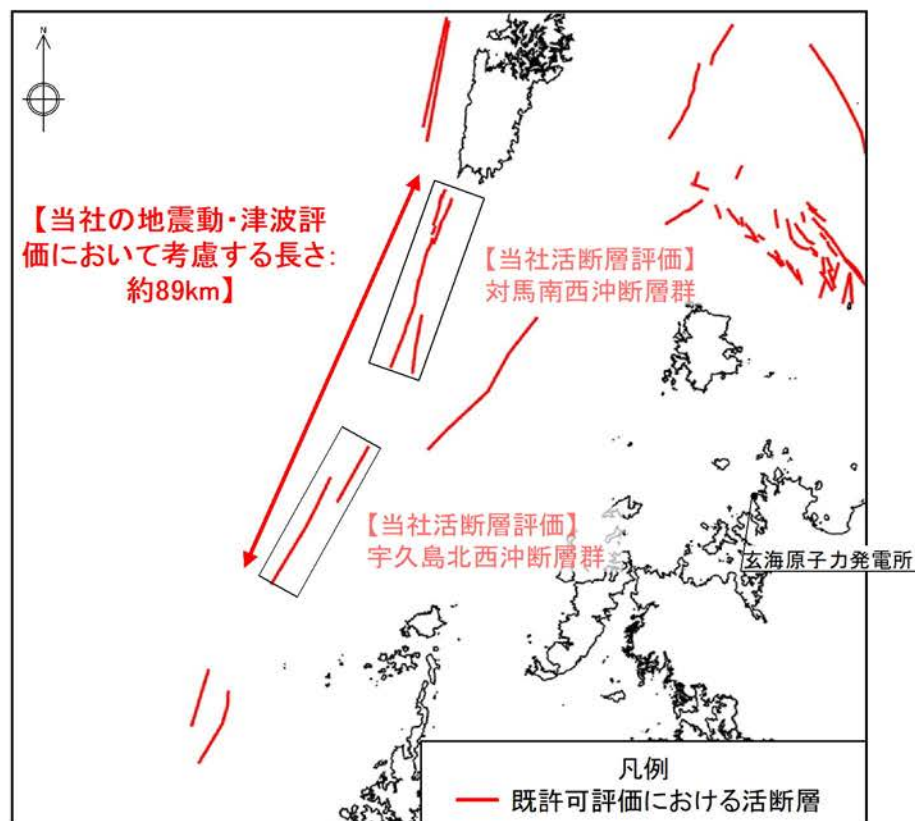 N
【当社の地震動・津波評
価において考慮する長さ:
約89km】
【当社活断層評価】
対馬南西沖断層群
【当社活断層評価】
宇久島北西沖断層群
玄海原子力発電所
凡例
既許可評価における活断層